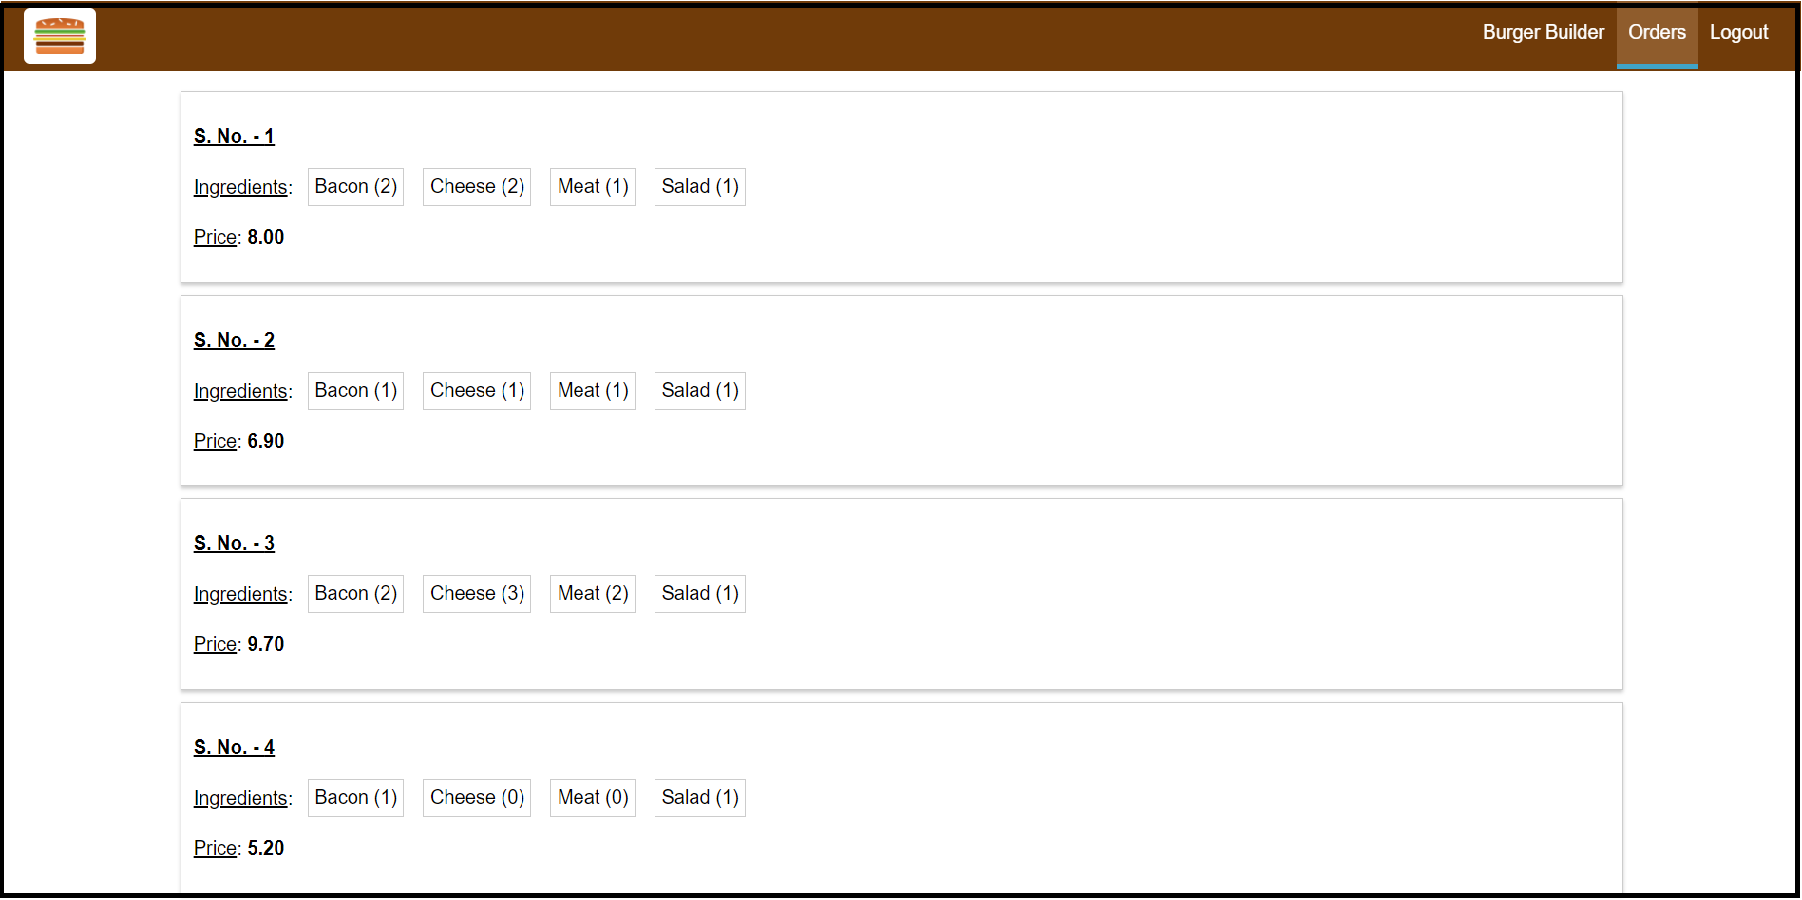 Burger Builder Orders Logout
S. No. - 1
Ingredients: Bacon (2) Cheese (2) Meat (1) Salad (1)
Price: 8.00
S. No. - 2
Ingredients: Bacon (1) Cheese (1) Meat (1) Salad (1)
Price: 6.90
S. No. - 3
Ingredients: Bacon (2) Cheese (3) Meat (2) Salad (1)
Price: 9.70
S. No. - 4
Ingredients: Bacon (1) Cheese (0) Meat (0) Salad (1)
Price: 5.20